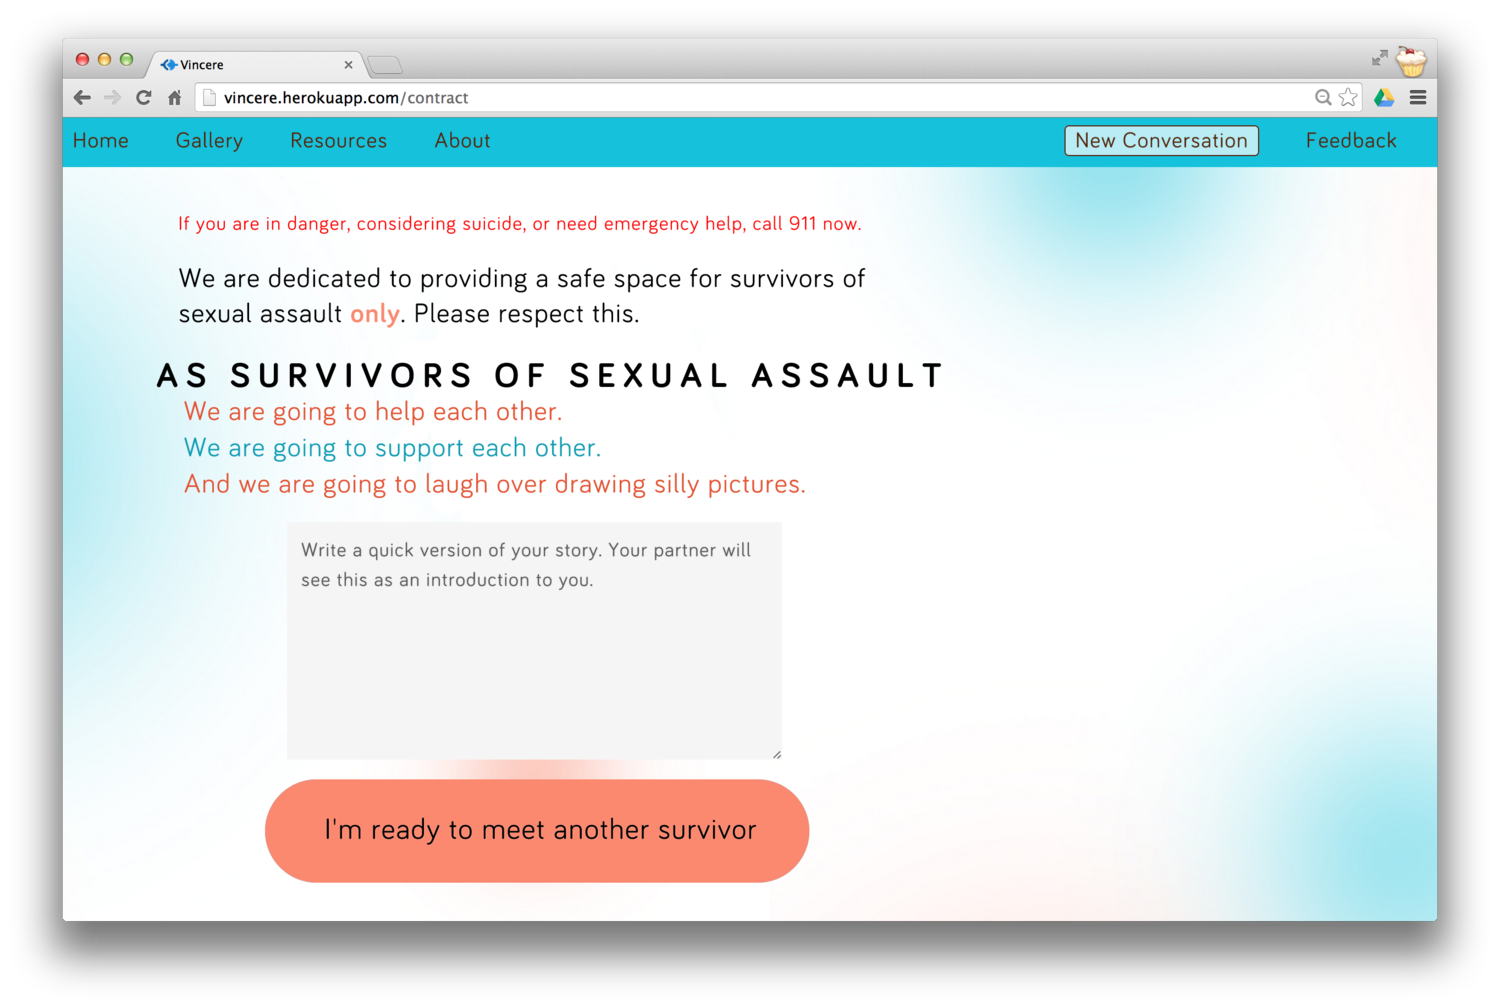 Vincere
vincere.herokuapp.com/contract
Home Gallery Resources About New Conversation Feedback
If you are in danger, considering suicide, or need emergency help, call 911 now.
We are dedicated to providing a safe space for survivors of
sexual assault only. Please respect this.
AS SURVIVORS OF SEXUAL ASSAULT
We are going to help each other.
We are going to support each other.
And we are going to laugh over drawing silly pictures.
Write a quick version of your story. Your partner will
see this as an introduction to you.
I'm ready to meet another survivor